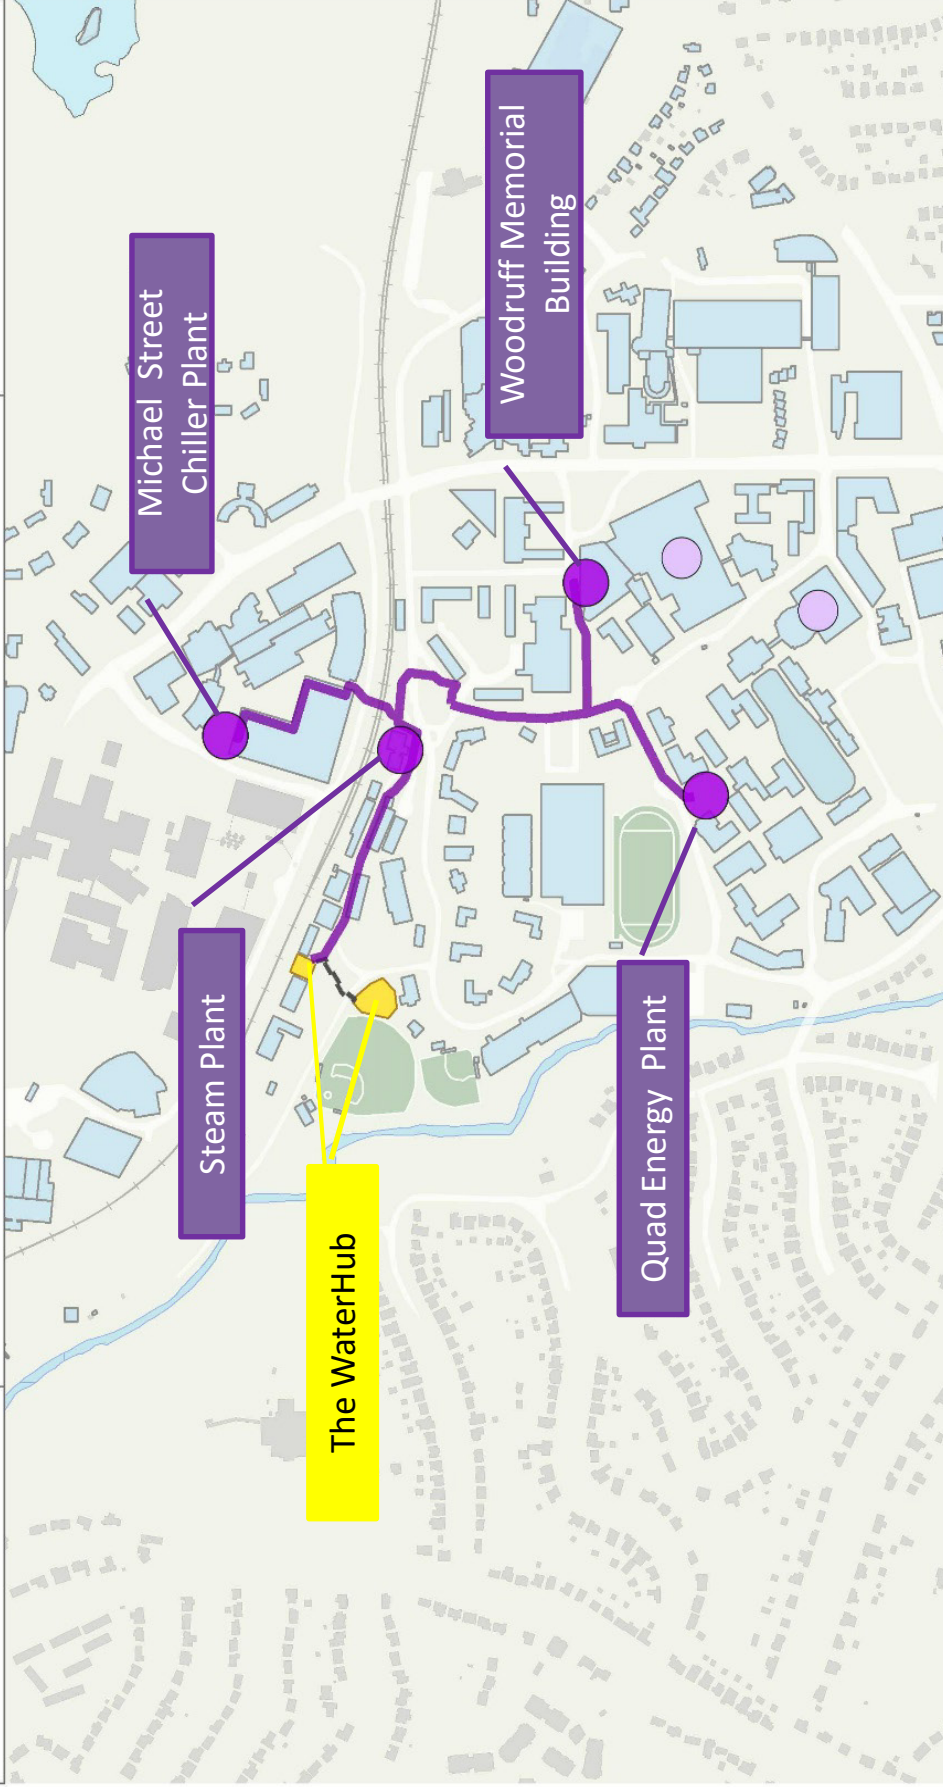 Michael Street
Chiller Plant
Steam Plant
The WaterHub
Woodruff Memorial
Building
Quad Energy Plant